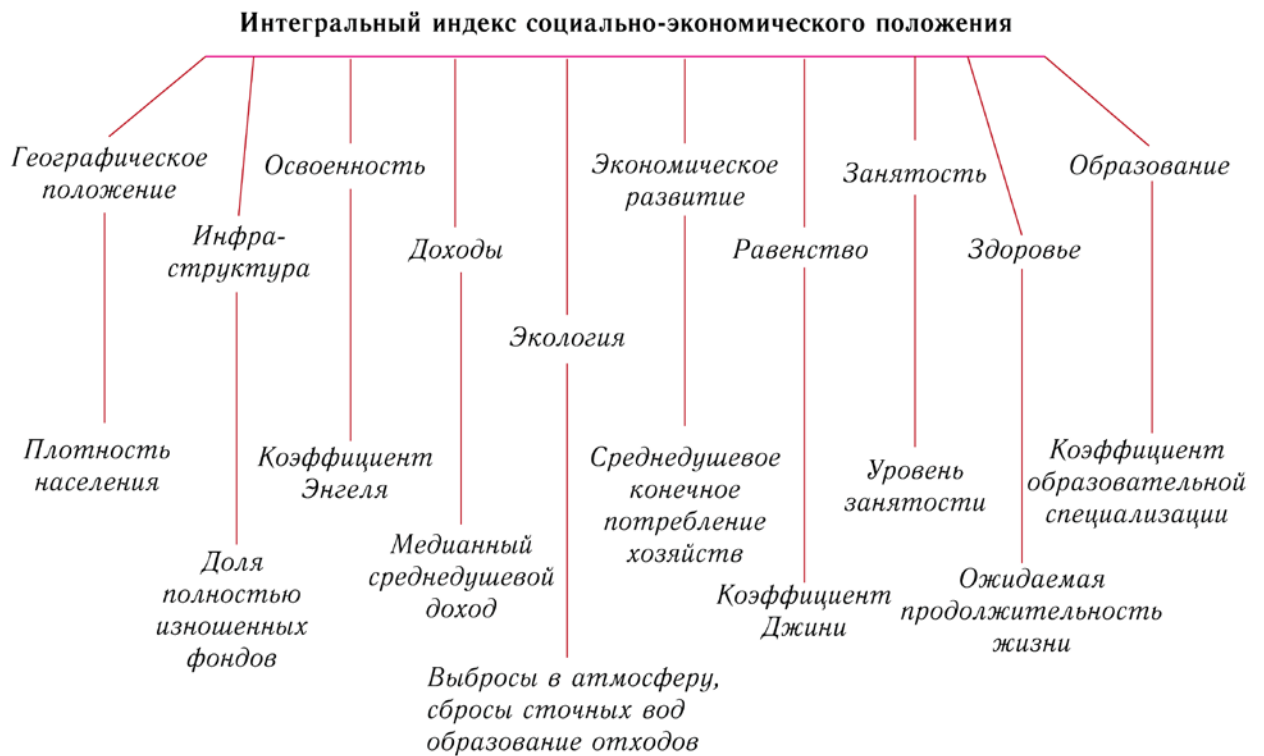 Интегральный индекс социально-экономического положения
Географическое
положение
Инфра-
структура
Освоенность
Доходы
Экология
Экономическое
развитие
Равенство
Занятость
Здоровье
Образование
Плотность
населения
Доля
полностью
изношенных
фондов
Коэффициент
Энгеля
Медианный
среднедушевой
доход
Выбросы в атмосферу,
сбросы сточных вод
образование отходов
Среднедушевое
конечное
потребление
хозяйств
Коэффициент
Джини
Уровень
занятости
Ожидаемая
продолжительность
жизни
Коэффициент
образовательной
специализации